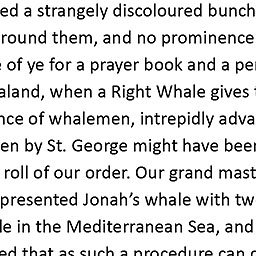 ed a strangely discoloured bunch
round them, and no prominence
of ye for a prayer book and a pe
aland, when a Right Whale gives
nce of whalemen, intrepidly adva
en by St. George might have been
roll of our order. Our grand mast
presented Jonah’s whale with tw
le in the Mediterranean Sea, and
ed that as such a procedure can